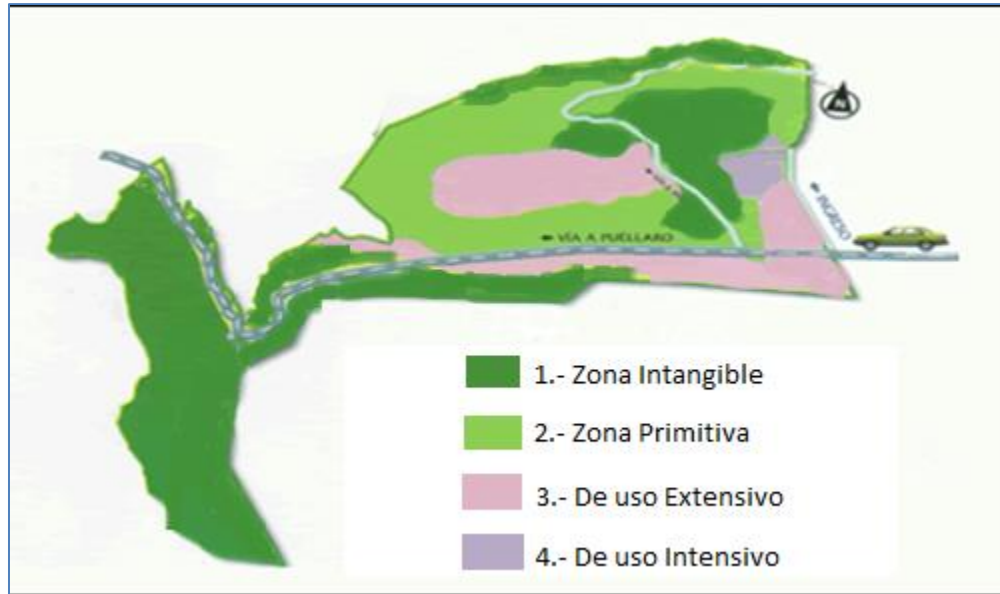 N
INGRESO
VÍA A PUÉLLARO
1.- Zona Intangible
2.- Zona Primitiva
3.- De uso Extensivo
4.- De uso Intensivo